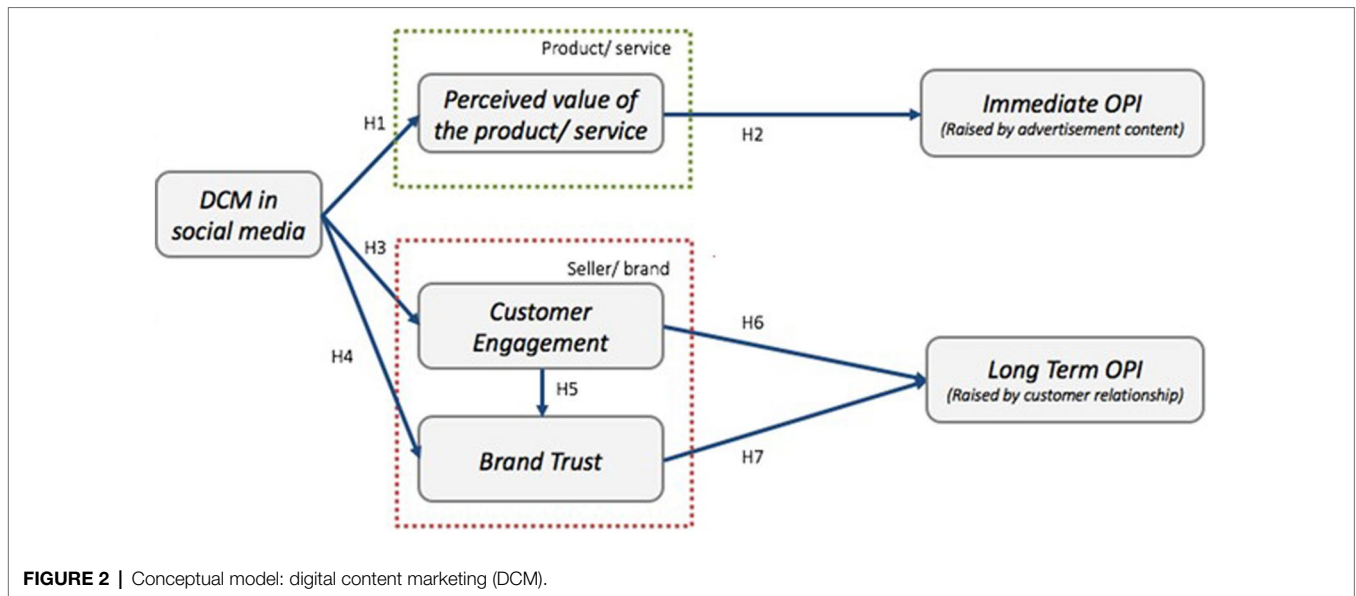 Product/ service
Perceived value of
the product/ service
H1
H2
Immediate OPI
(Raised by advertisement content)
DCM in
social media
H3
H4
Seller/ brand
Customer
Engagement
H5
Brand Trust
H6
H7
Long Term OPI
(Raised by customer relationship)
FIGURE 2 | Conceptual model: digital content marketing (DCM).